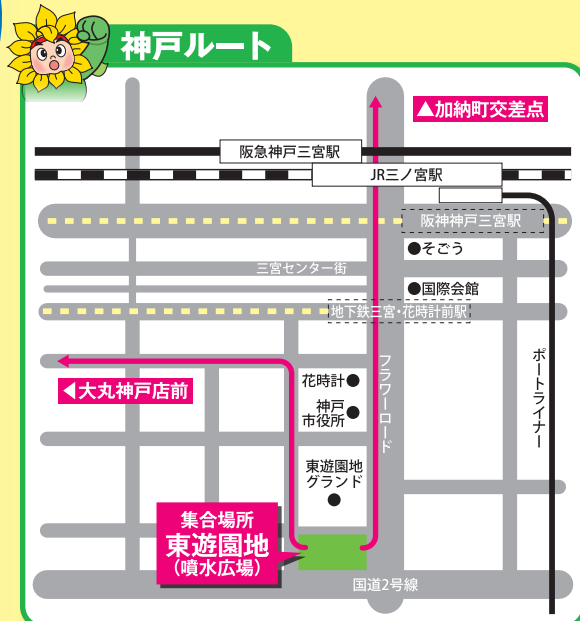 神戸ルート
▲加納町交差点
阪急神戸三宮駅
JR三ノ宮駅
阪神神戸三宮駅
●そごう
三宮センター街
●国際会館
地下鉄三宮・花時計前駅
◀大丸神戸店前
花時計●
神戸
市役所●
フラワーロード
ポートライナー
東遊園地
グランド
集合場所
東遊園地
(噴水広場)
国道2号線